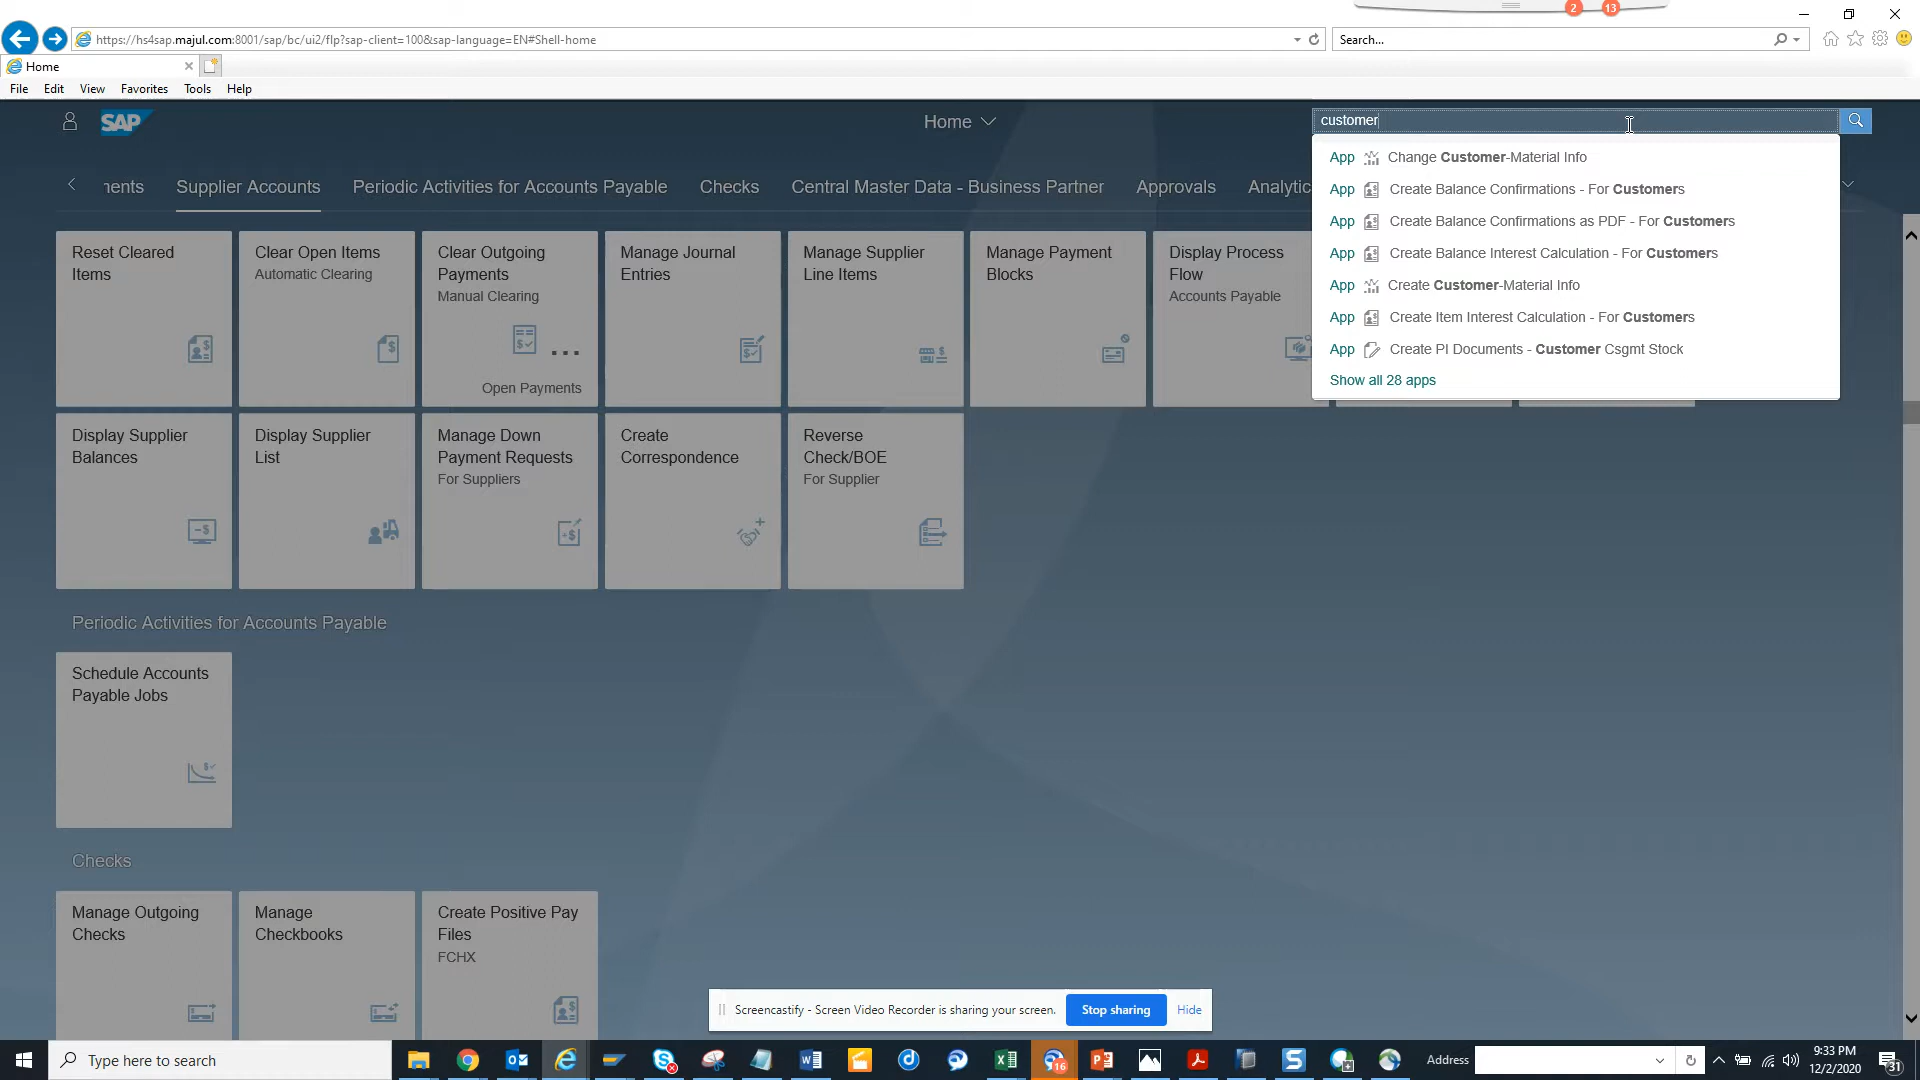 2 13
https://hs4sap.majul.com:8001/sap/bc/ui2/flp?sap-client=100&sap-language=EN#Shell-home
Search...
Home
File Edit View Favorites Tools Help
SAP
Home
customer
nents Supplier Accounts Periodic Activities for Accounts Payable Checks Central Master Data - Business Partner Approvals Analytic
App Change Customer-Material Info
App Create Balance Confirmations - For Customers
App Create Balance Confirmations as PDF - For Customers
App Create Balance Interest Calculation - For Customers
App Create Customer-Material Info
App Create Item Interest Calculation - For Customers
App Create PI Documents - Customer Csgmt Stock
Show all 28 apps
Reset Cleared
Items
Clear Open Items
Automatic Clearing
Clear Outgoing
Payments
Manual Clearing
...
Open Payments
Manage Journal
Entries
Manage Supplier
Line Items
Manage Payment
Blocks
Display Process
Flow
Accounts Payable
Display Supplier
Balances
Display Supplier
List
Manage Down
Payment Requests
For Suppliers
Create
Correspondence
Reverse
Check/BOE
For Supplier
Periodic Activities for Accounts Payable
Schedule Accounts
Payable Jobs
Checks
Manage Outgoing
Checks
Manage
Checkbooks
Create Positive Pay
Files
FCHX
Screencastify - Screen Video Recorder is sharing your screen. Stop sharing Hide
Type here to search
16
Address
9:33 PM
12/2/2020
31